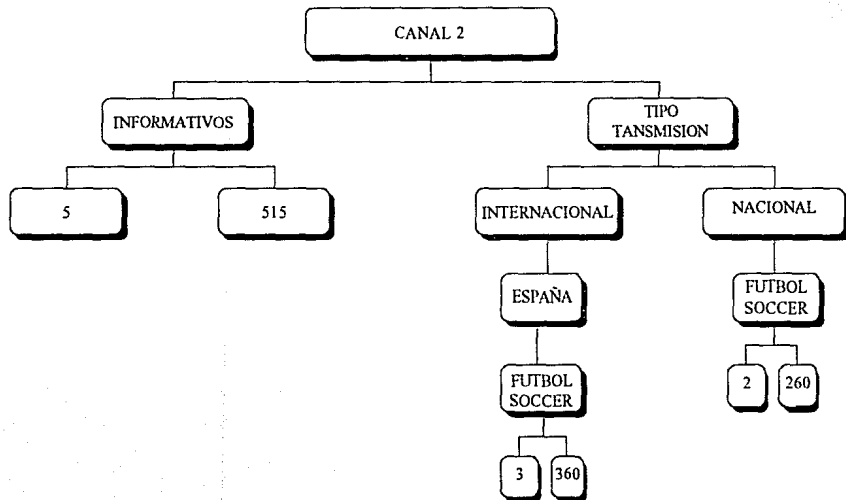 CANAL 2
INFORMATIVOS
TIPO
TANSMISION
5
515
INTERNACIONAL
NACIONAL
ESPAÑA
FUTBOL
SOCCER
FUTBOL
SOCCER
2
260
3
360